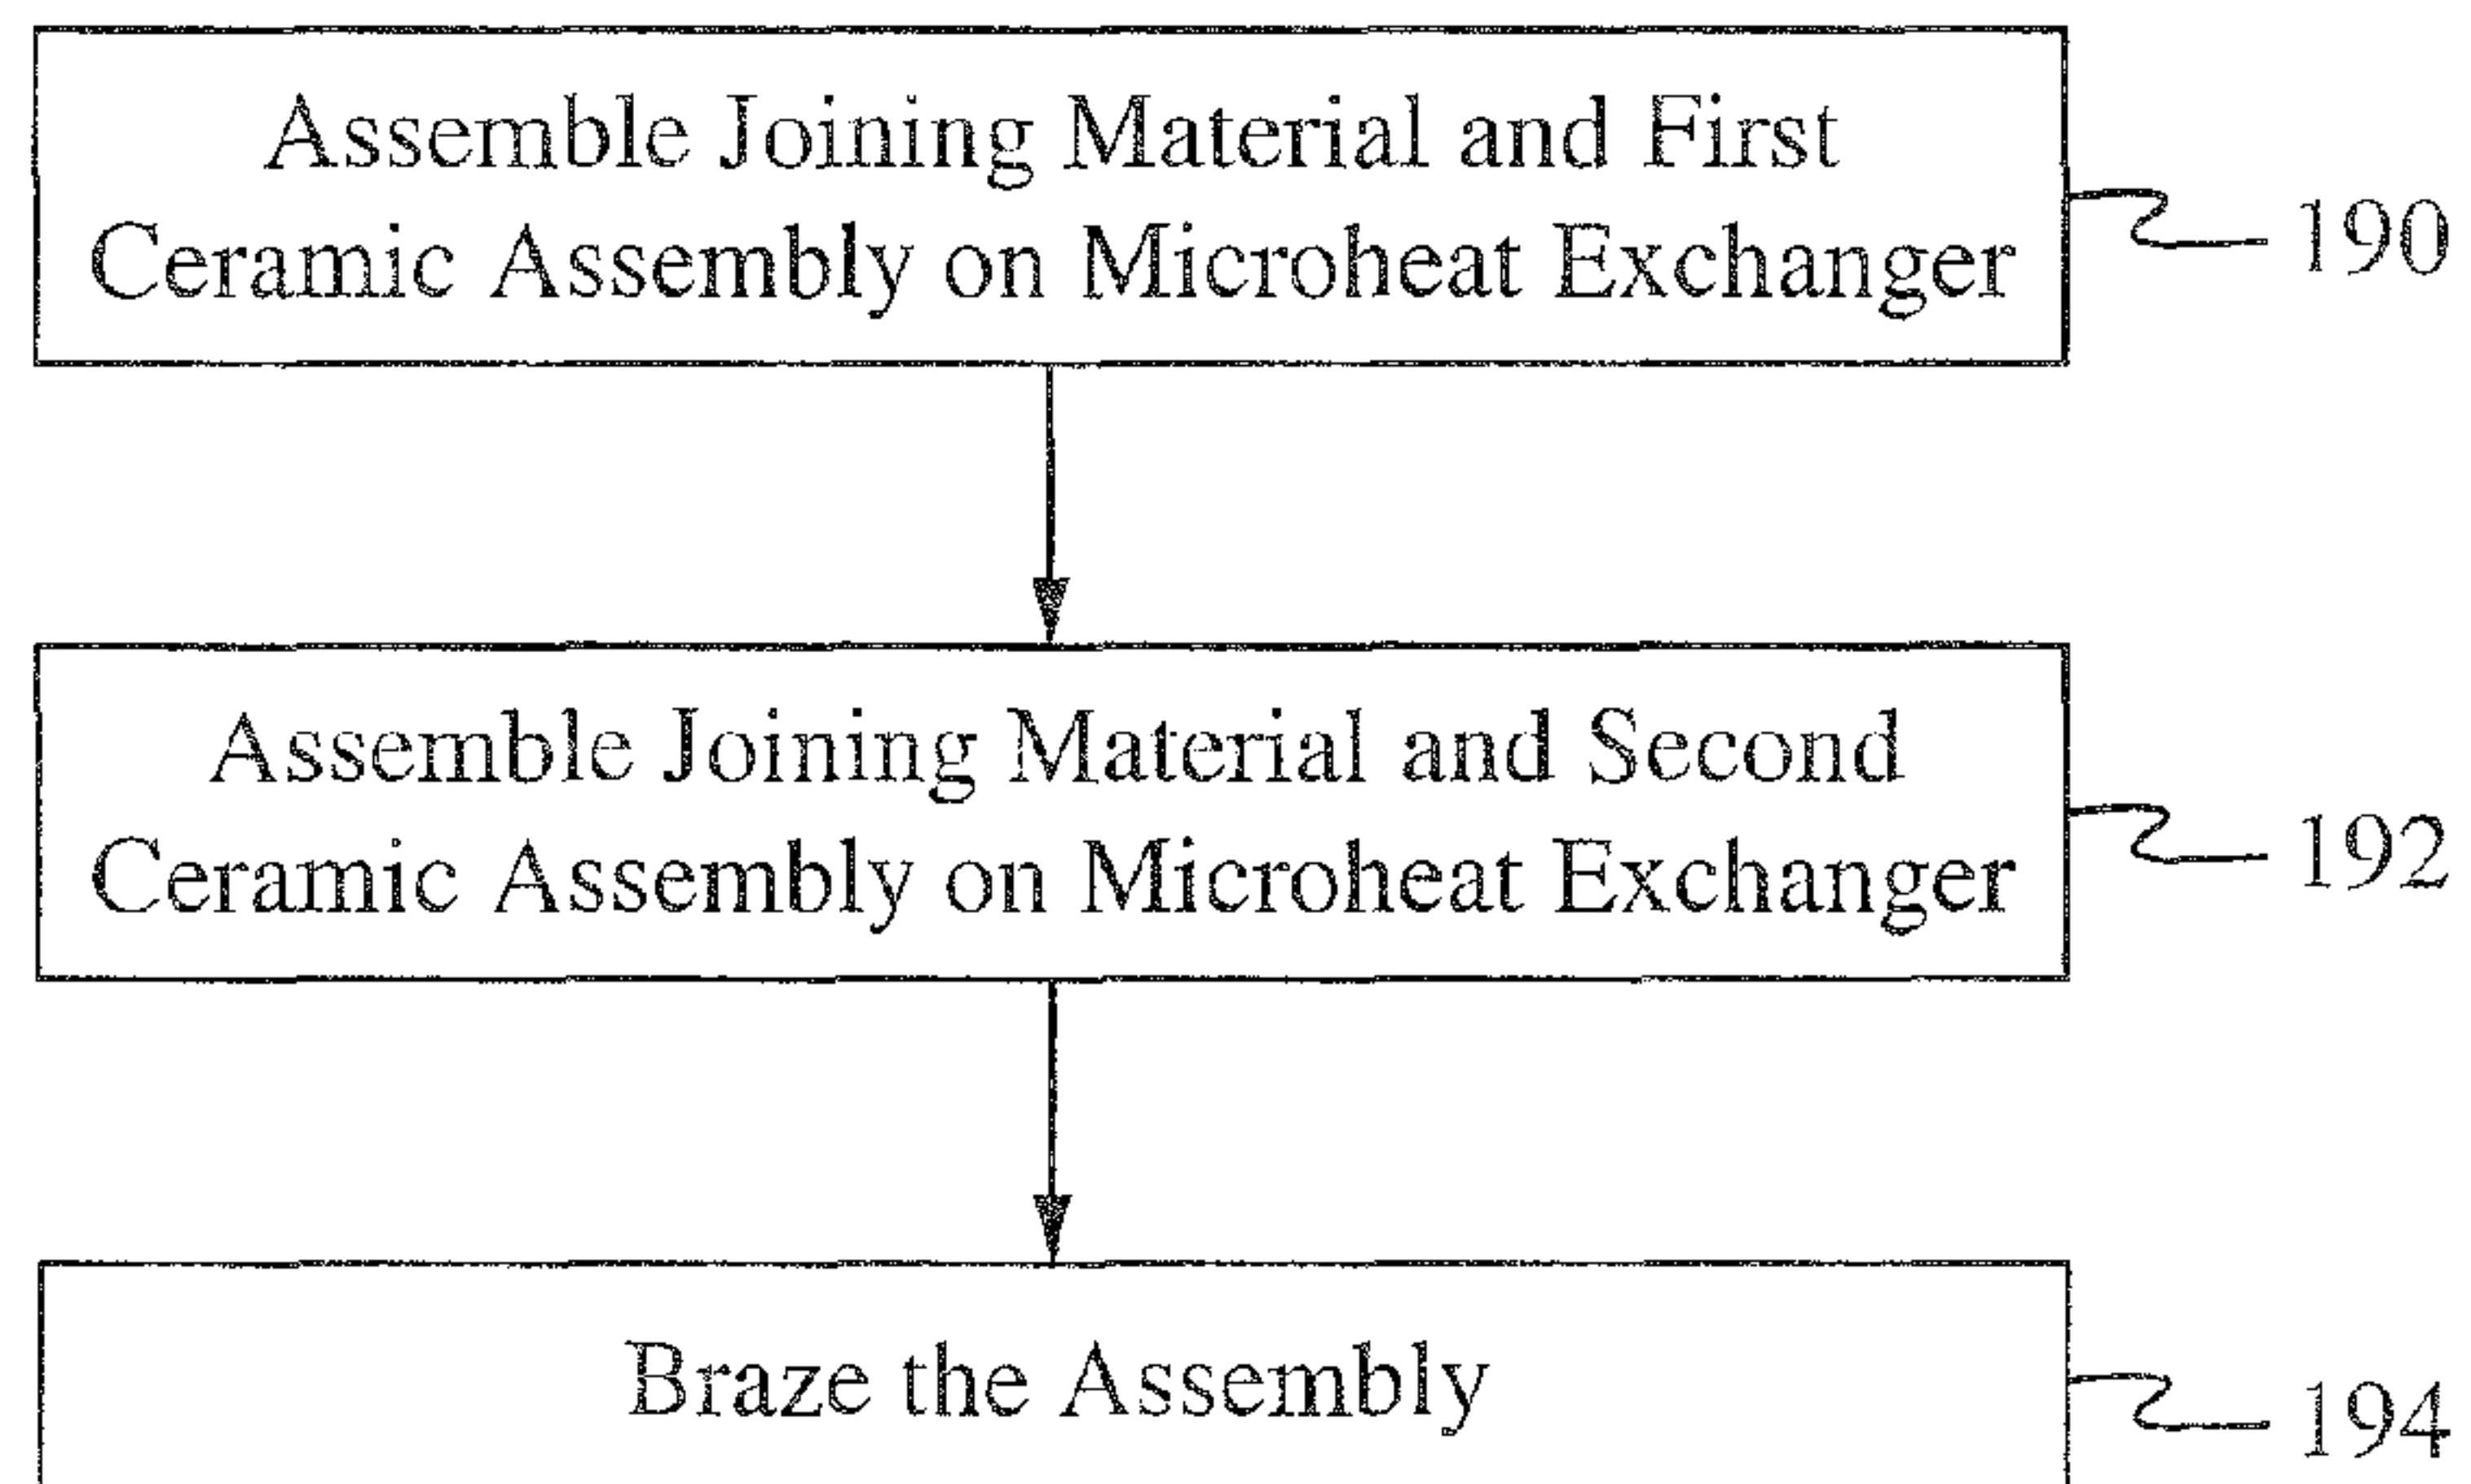 Assemble Joining Material and First
Ceramic Assembly on Microheat Exchanger
190
Assemble Joining Material and Second
Ceramic Assembly on Microheat Exchanger
192
Braze the Assembly
194